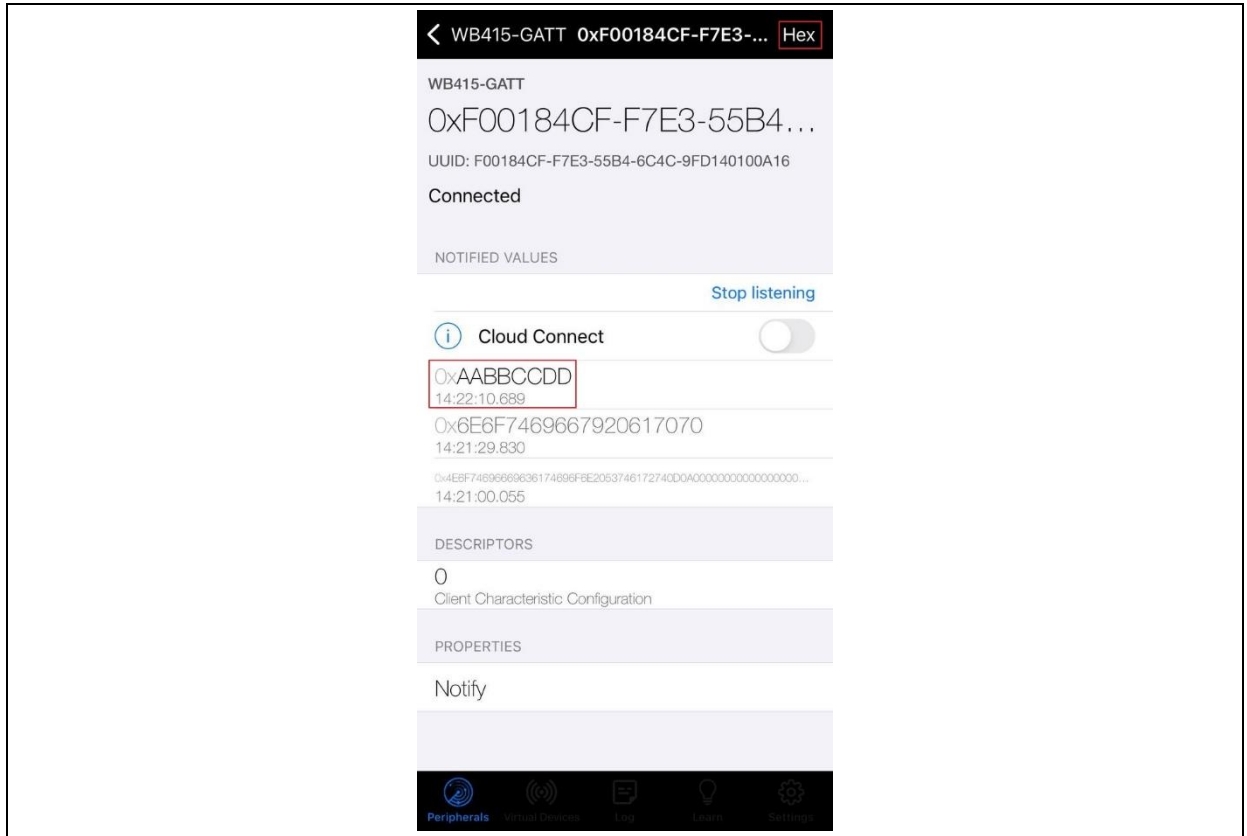 WB415-GATT 0xF00184CF-F7E3-... Hex
WB415-GATT
0xF00184CF-F7E3-55B4...
UUID: F00184CF-F7E3-55B4-6C4C-9FD140100A16
Connected
NOTIFIED VALUES
Stop listening
Cloud Connect
0xAABBCCDD
14:22:10.689
0x6E6F7469667920617070
14:21:29.830
0x4E6F74696669636174696F6E2053746172740D0A00000000000000000...
14:21:00.055
DESCRIPTORS
0
Client Characteristic Configuration
PROPERTIES
Notify
Peripherals Virtual Devices Log Learn Settings